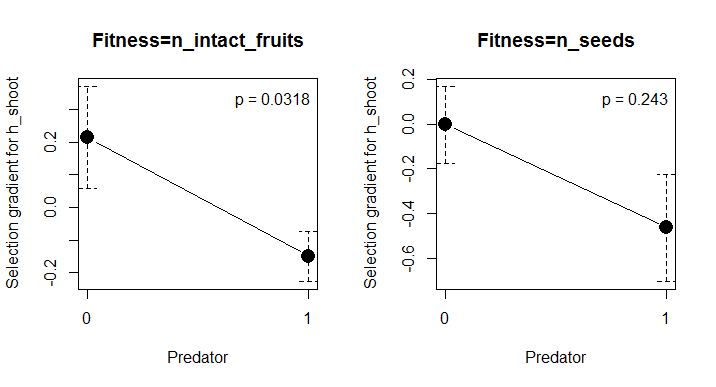 Fitness=n_intact_fruits
Selection gradient for h_shoot
0.2
0.0
-0.2
p = 0.0318
0
1
Predator
Fitness=n_seeds
Selection gradient for h_shoot
0.2
0.0
-0.2
-0.4
-0.6
p = 0.243
0
1
Predator